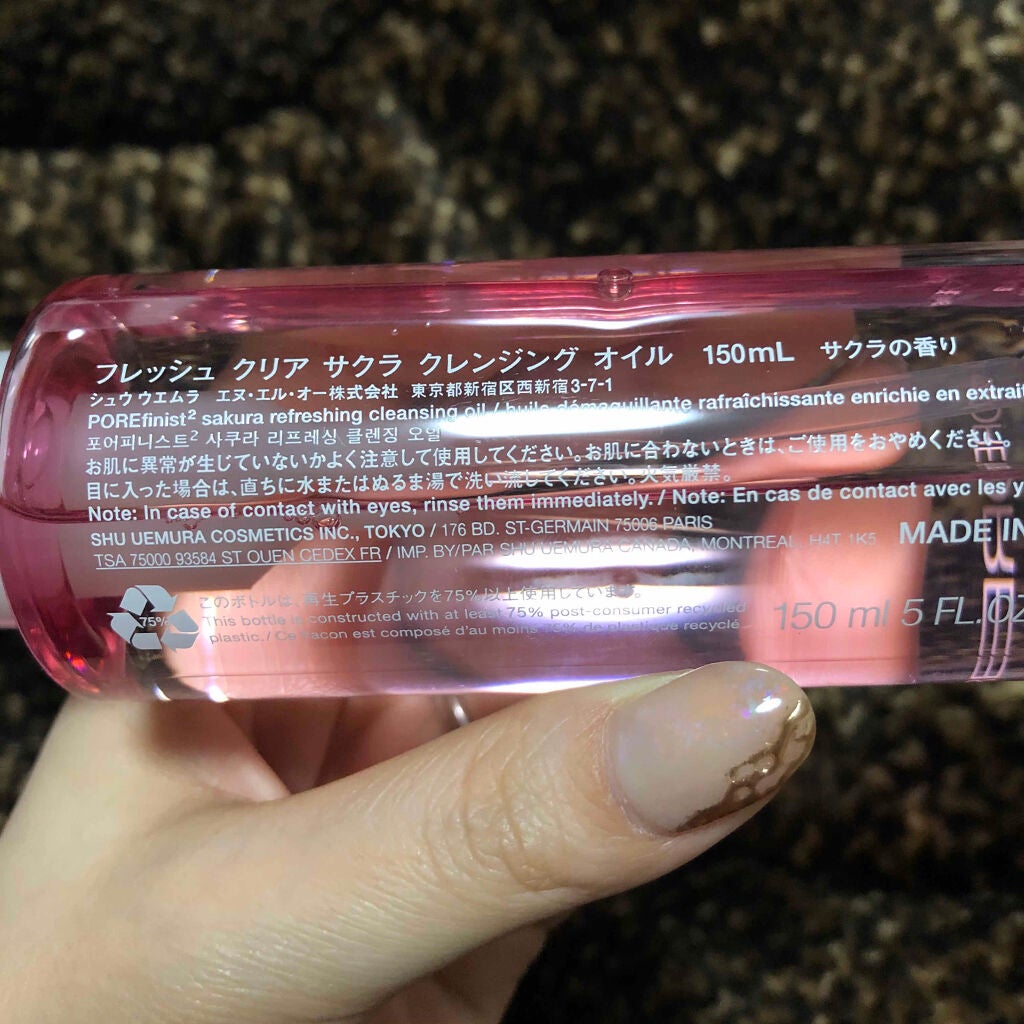 フレッシュ クリア サクラ クレンジング オイル 150mL サクラの香り
シュウ ウエムラ エヌ・エル・オー株式会社 東京都新宿区西新宿3-7-1
POREfinist² sakura refreshing cleansing oil / huile démaquillante rafraîchissante enrichie en extrait
포어피니스트² 사쿠라 리프레싱 클렌징 오일
お肌に異常が生じていないかよく注意して使用してください。お肌に合わないときは、ご使用をおやめください。
目に入った場合は、直ちに水またはぬるま湯で洗い流してください。火気厳禁。
Note: In case of contact with eyes, rinse them immediately. / Note: En cas de contact avec les y
SHU UEMURA COSMETICS INC., TOKYO / 176 BD. ST-GERMAIN 75006 PARIS
TSA 75000 93584 ST OUEN CEDEX FR / IMP. BY/PAR SHU UEMURA CANADA, MONTREAL, H4T 1K5
MADE IN
75%
このボトルは、再生プラスチックを75%以上使用しています。
This bottle is constructed with at least 75% post-consumer recycled
plastic. / Ce flacon est composé d'au moins 75% de plastique recyclé.
150 ml 5 FL.OZ